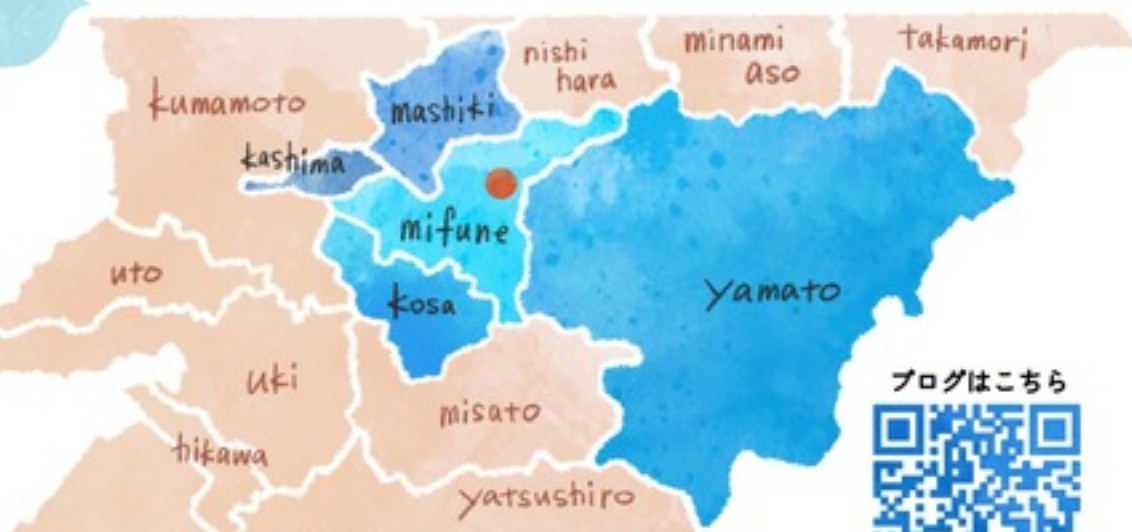 kumamoto
mashiki
nishi
hara
minami
aso
takamori
kashima
mifune
uto
kosa
yamato
uki
misato
hikawa
yatsushiro
ブログはこちら